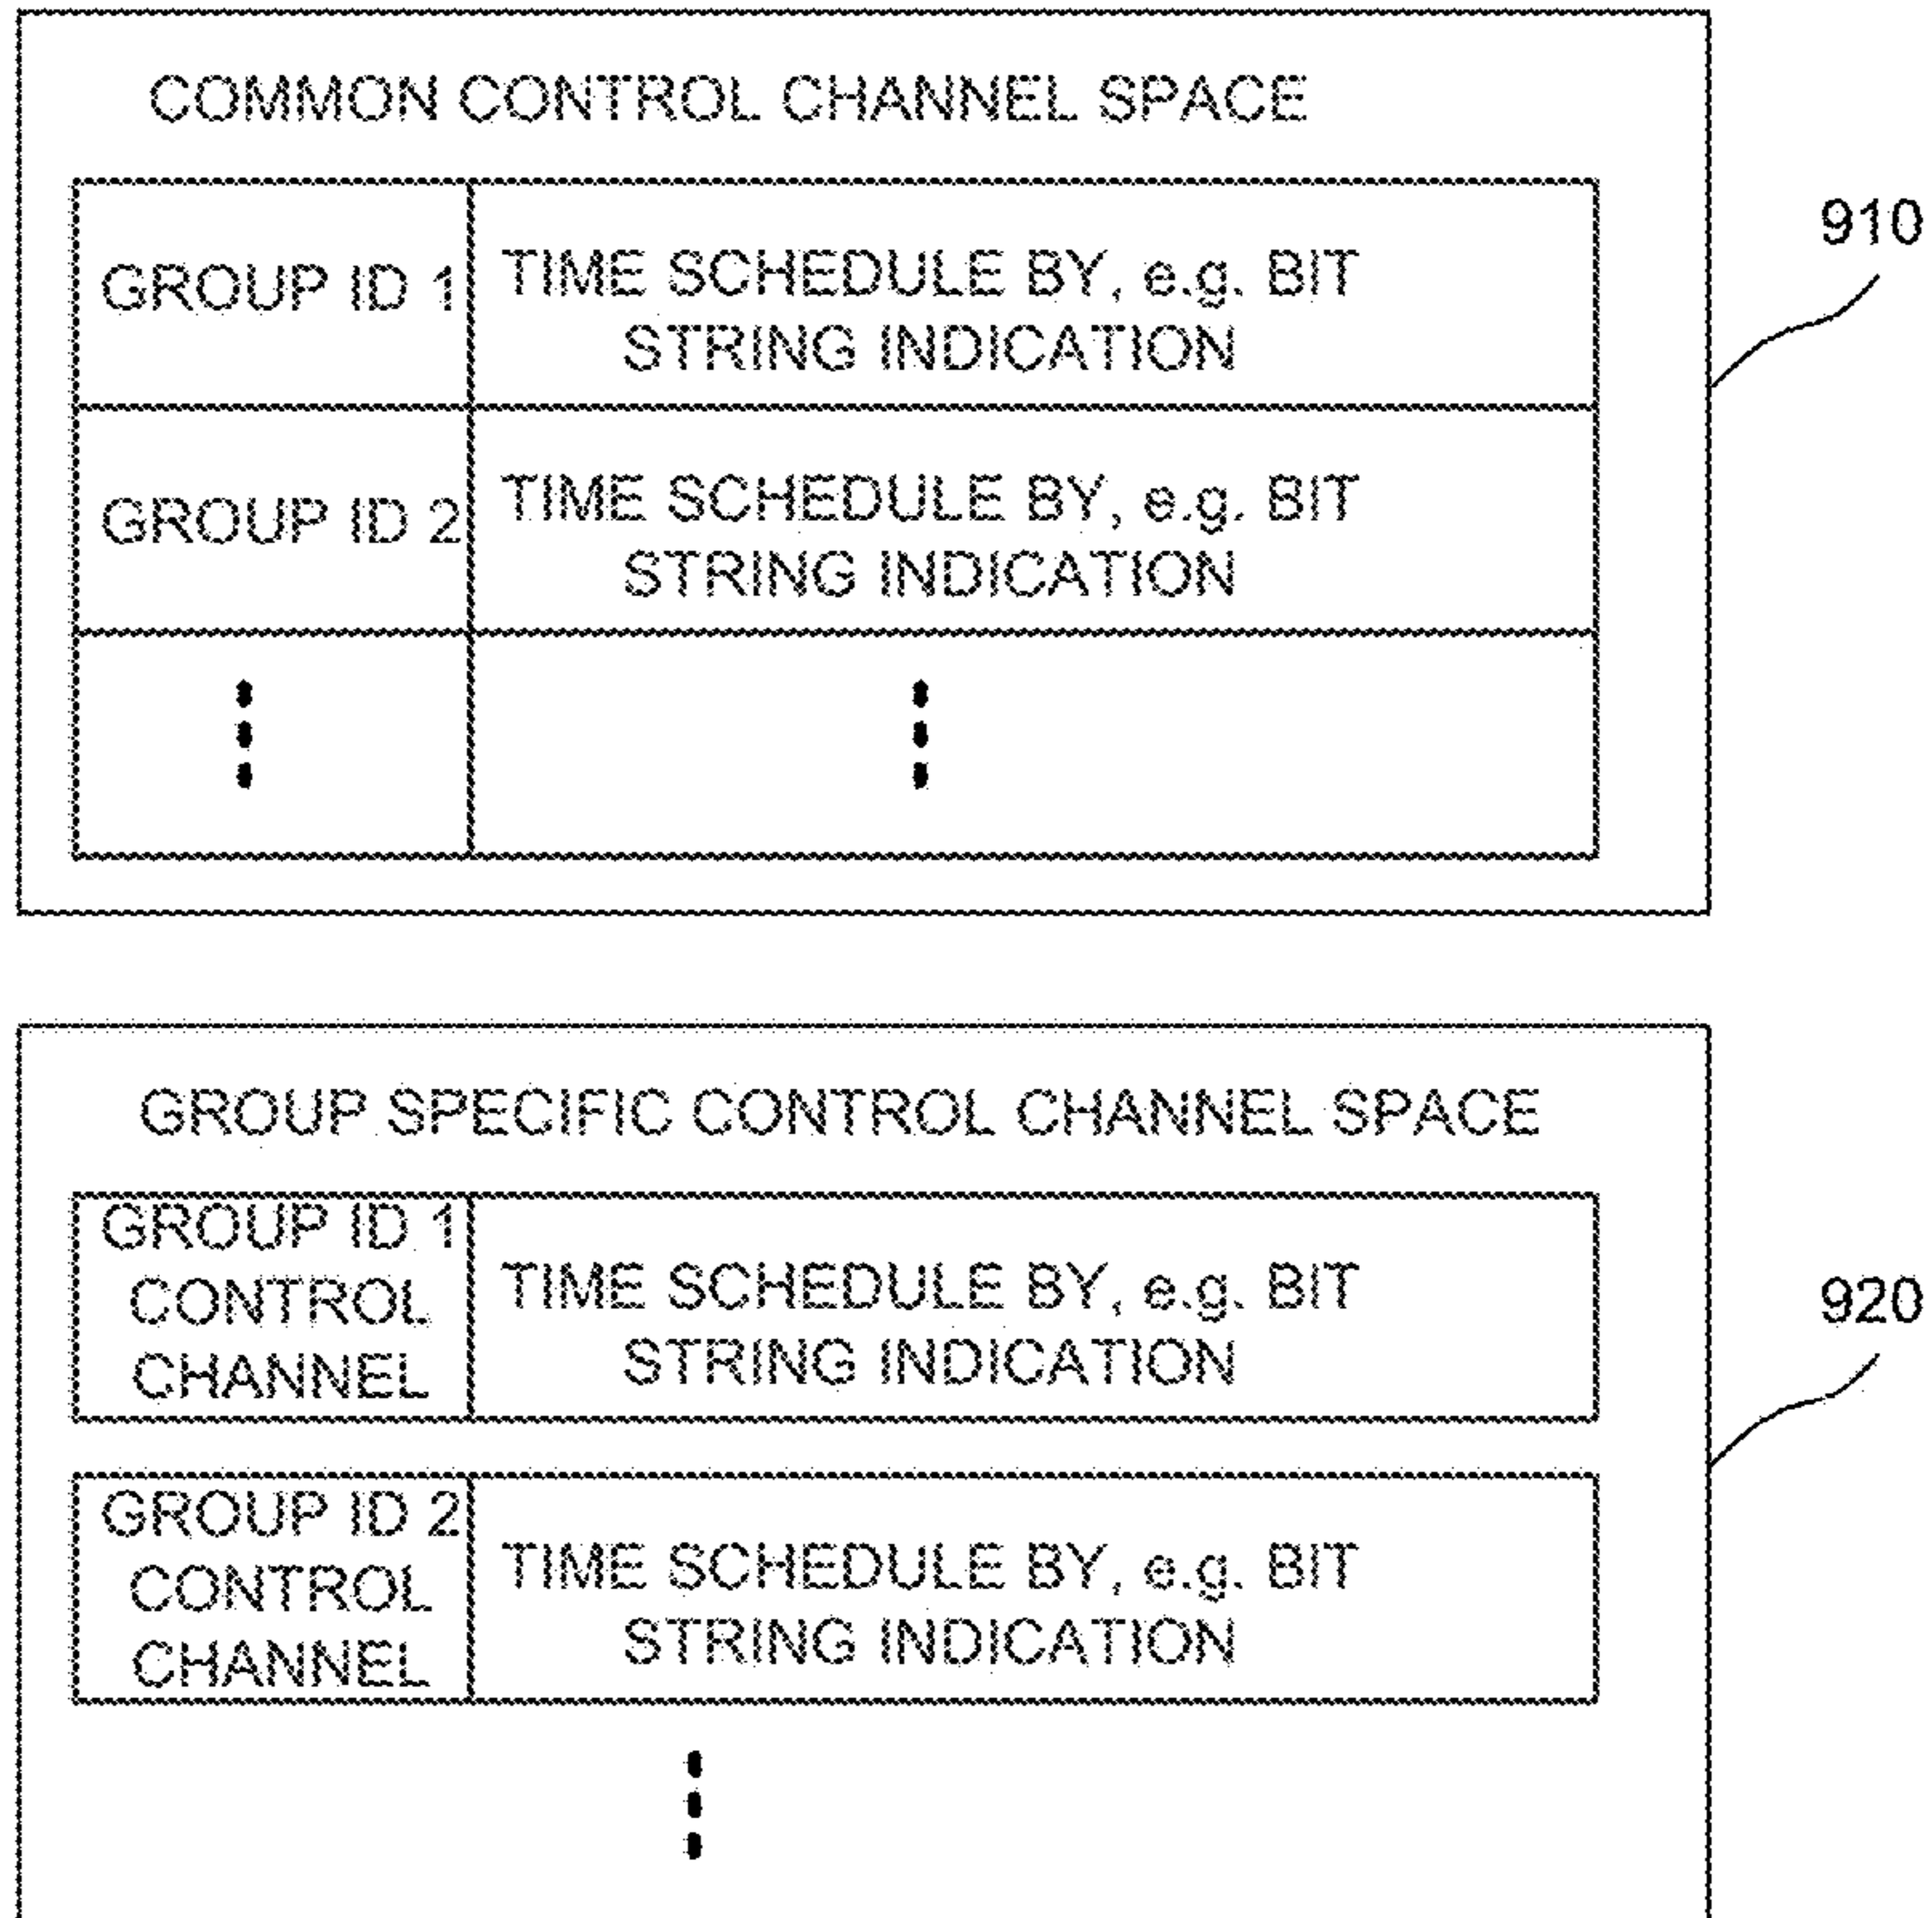 COMMON CONTROL CHANNEL SPACE
910
GROUP ID 1
TIME SCHEDULE BY, e.g. BIT
STRING INDICATION
GROUP ID 2
TIME SCHEDULE BY, e.g. BIT
STRING INDICATION
GROUP SPECIFIC CONTROL CHANNEL SPACE
920
GROUP ID 1
CONTROL
CHANNEL
TIME SCHEDULE BY, e.g. BIT
STRING INDICATION
GROUP ID 2
CONTROL
CHANNEL
TIME SCHEDULE BY, e.g. BIT
STRING INDICATION